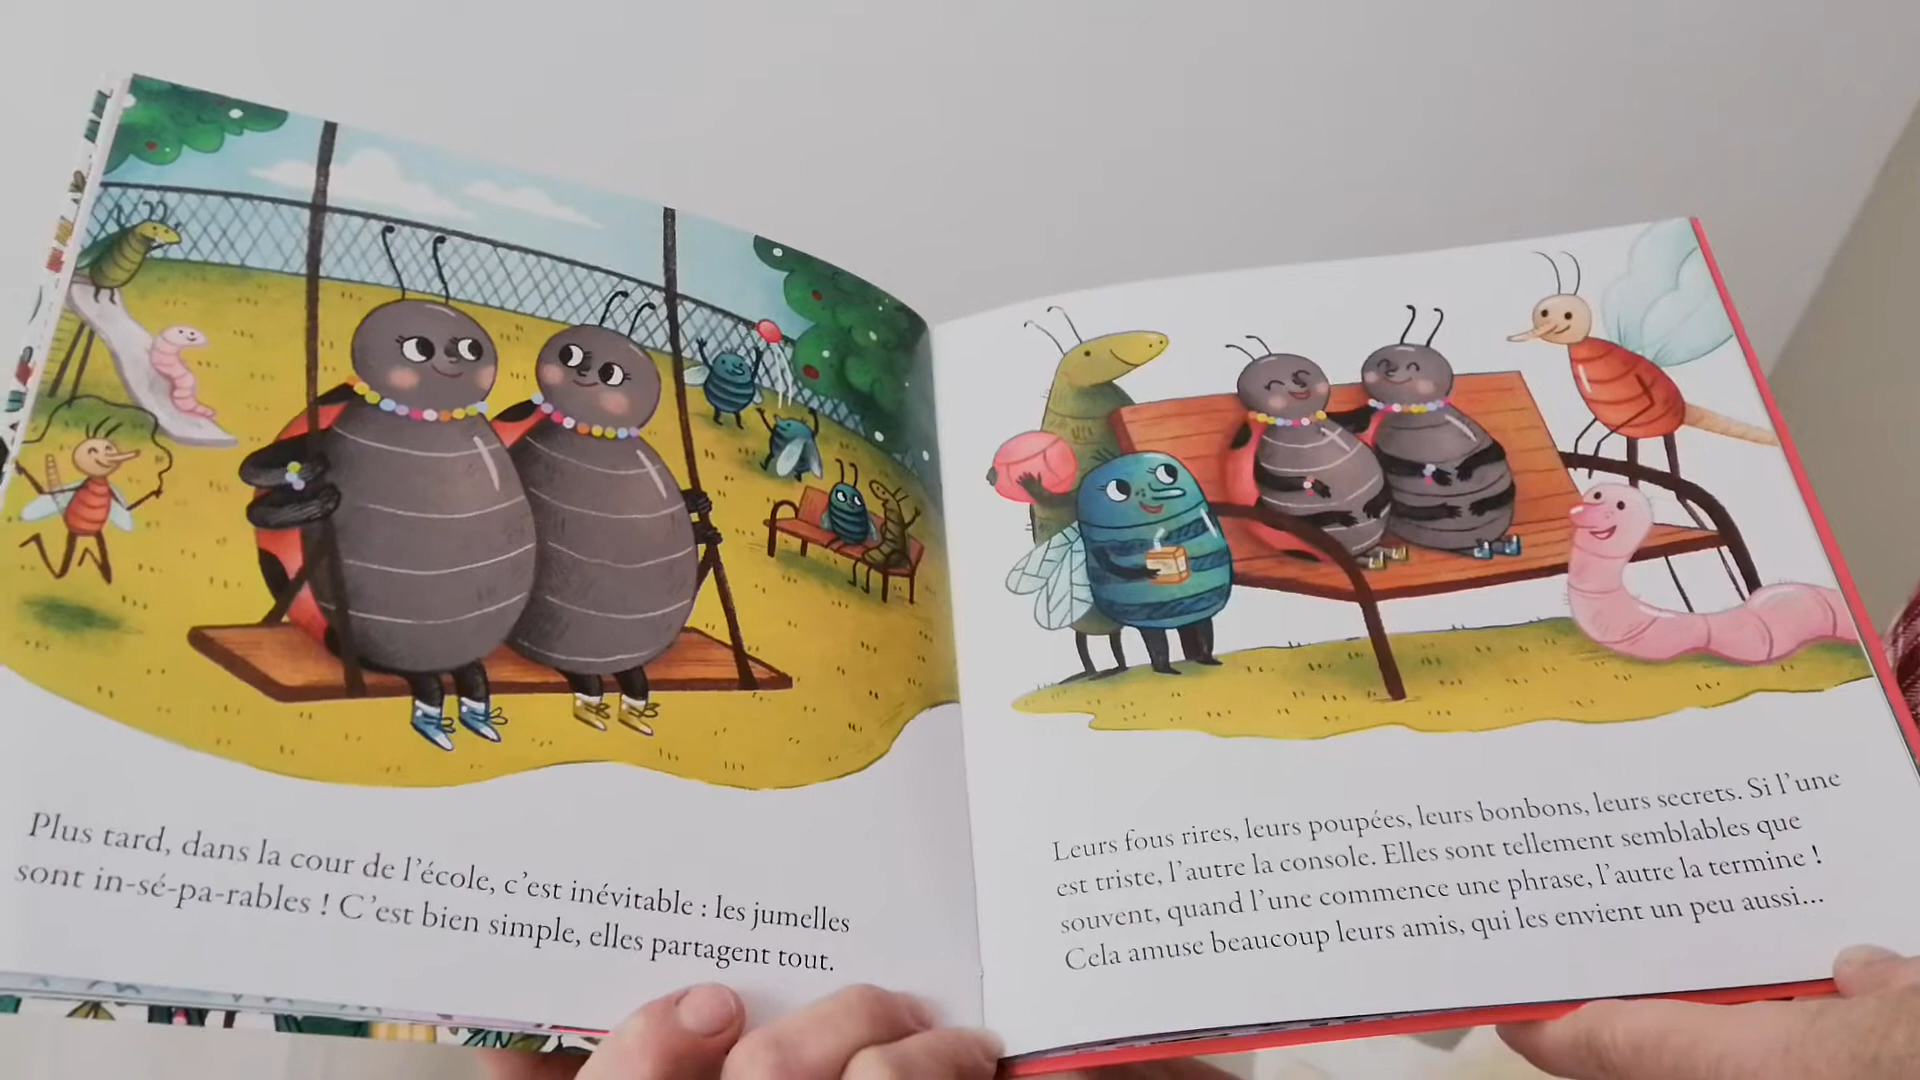 Plus tard, dans la cour de l'école, c'est inévitable : les jumelles
sont in-sé-pa-rables ! C'est bien simple, elles partagent tout.
Leurs fous rires, leurs poupées, leurs bonbons, leurs secrets. Si l'une
est triste, l'autre la console. Elles sont tellement semblables que
souvent, quand l'une commence une phrase, l'autre la termine !
Cela amuse beaucoup leurs amis, qui les envient un peu aussi...